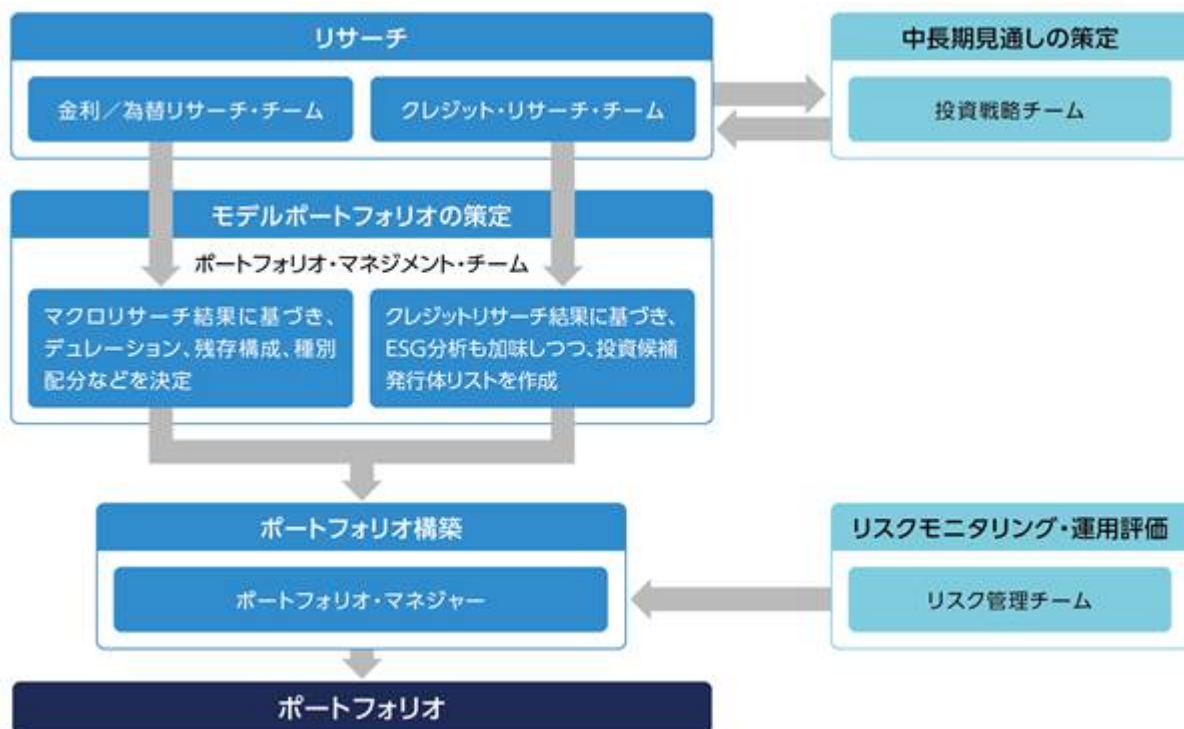 リサーチ
金利／為替リサーチ・チーム
クレジット・リサーチ・チーム
中長期見通しの策定
投資戦略チーム
モデルポートフォリオの策定
ポートフォリオ・マネジメント・チーム
マクロリサーチ結果に基づき、
デュレーション、残存構成、種別
配分などを決定
クレジットリサーチ結果に基づき、
ESG分析も加味しつつ、投資候補
発行体リストを作成
ポートフォリオ構築
ポートフォリオ・マネジャー
リスクモニタリング・運用評価
リスク管理チーム
ポートフォリオ